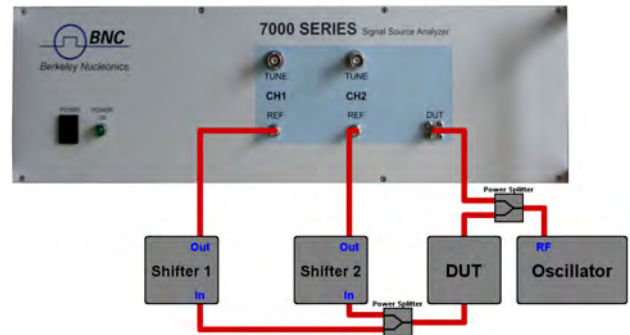 BNC
Berkeley Nucleonics
7000 SERIES Signal Source Analyzer
TUNE TUNE
CH1 CH2
REF REF DUT
POWER POWER
ON
Power Splitter
Out Out RF
Shifter 1 Shifter 2 DUT Oscillator
In In
Power Splitter